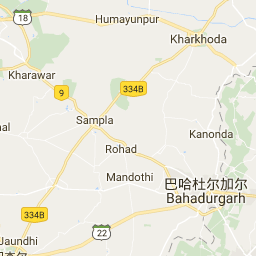 18
Humayunpur
Kharkhoda
Kharawar
334B
9
Sampla
Kanonda
Rohad
Mandothi
巴哈杜尔加尔
Bahadurgarh
334B
22
Jaundhi